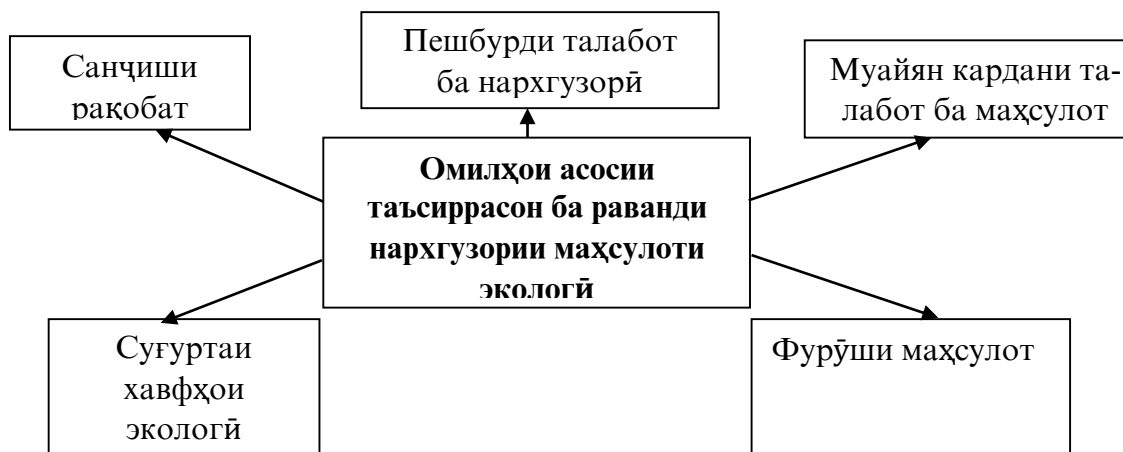 Санҷиши
рақобат
Пешбурди талабот
ба нархгузорӣ
Муайян кардани та-
лабот ба маҳсулот
Омилҳои асосии
таъсиррасон ба раванди
нархгузории маҳсулоти
экологӣ
Суғуртаи
хавфҳои
экологӣ
Фурӯши маҳсулот